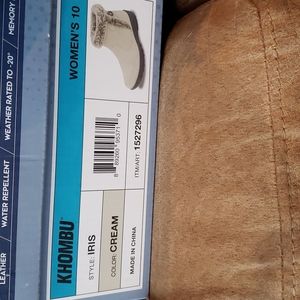 LEATHER
WATER REPELLENT
WEATHER RATED TO -20°
MEMORY
KHOMBU
WOMEN'S 10
STYLE: IRIS
COLOR: CREAM
MADE IN CHINA
ITM/ART: 1527296